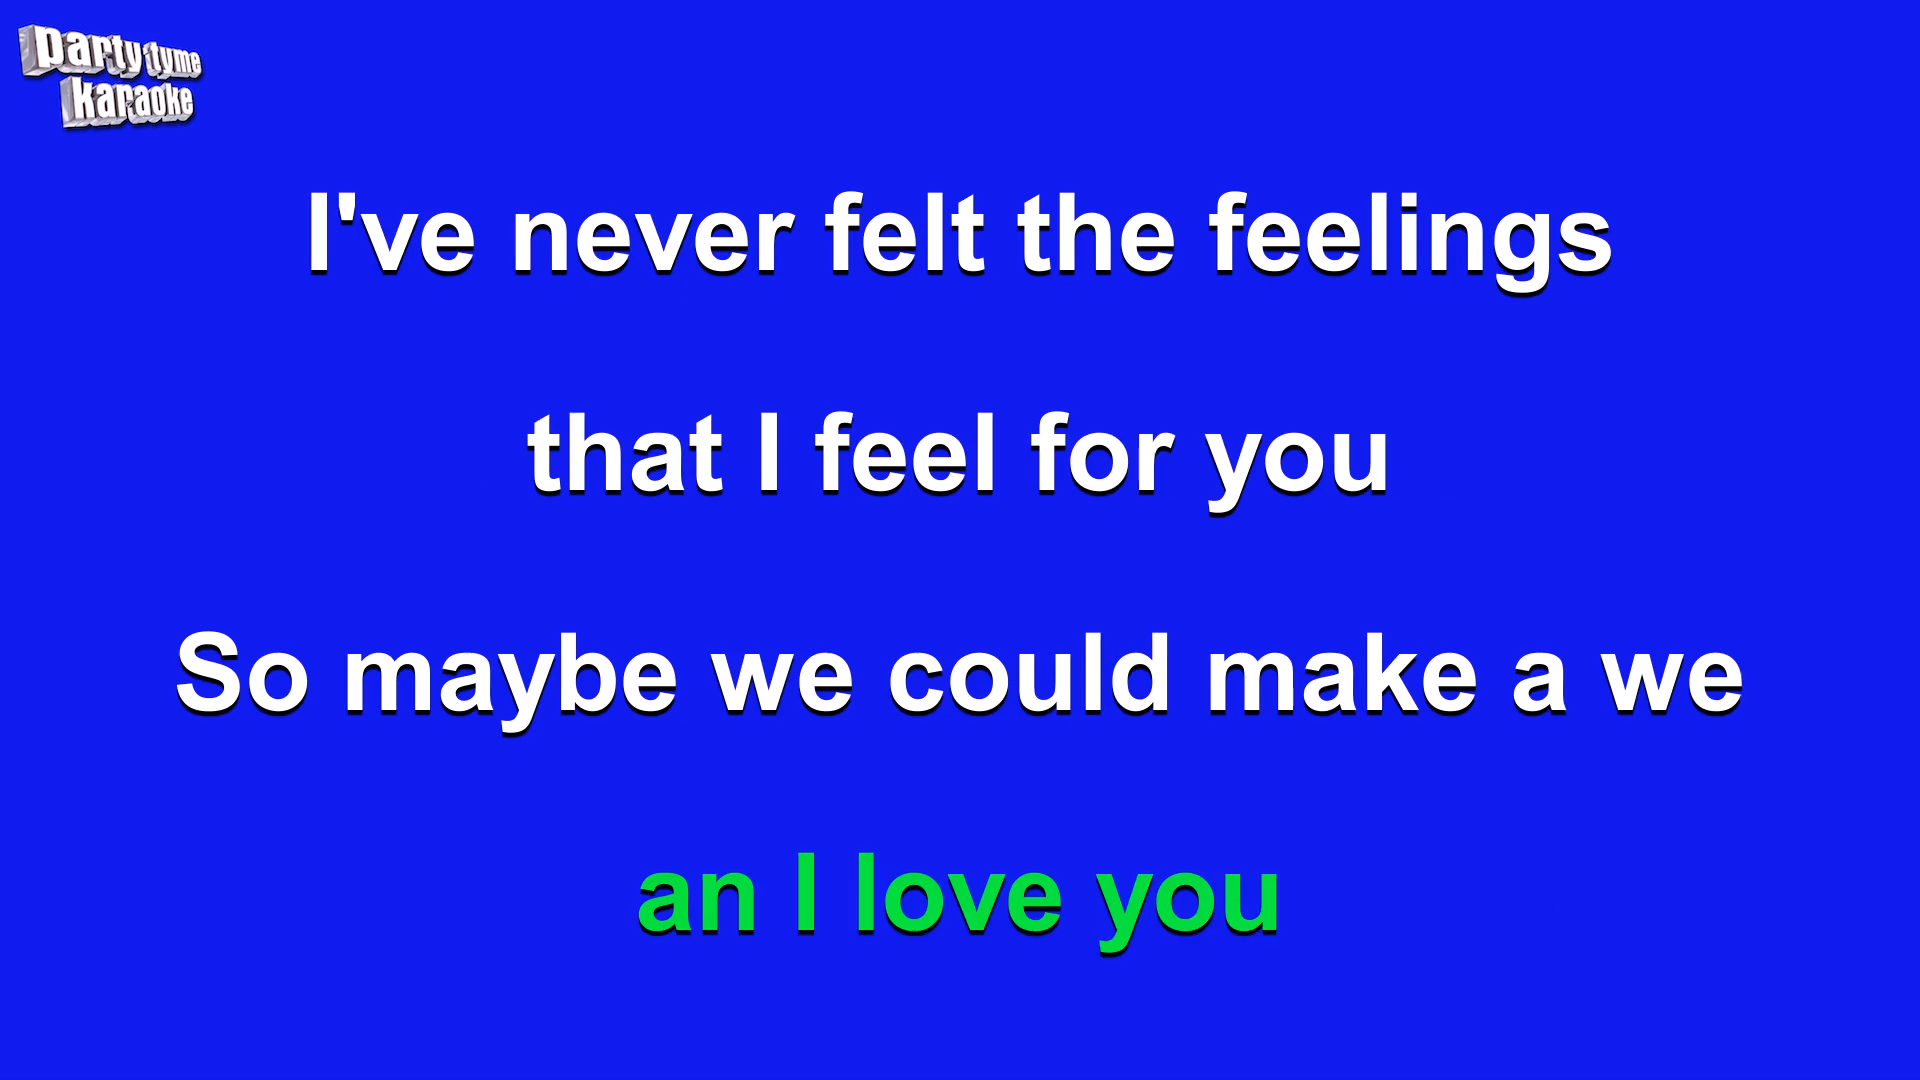 party tyme
karaoke
I've never felt the feelings
that I feel for you
So maybe we could make a we
an I love you